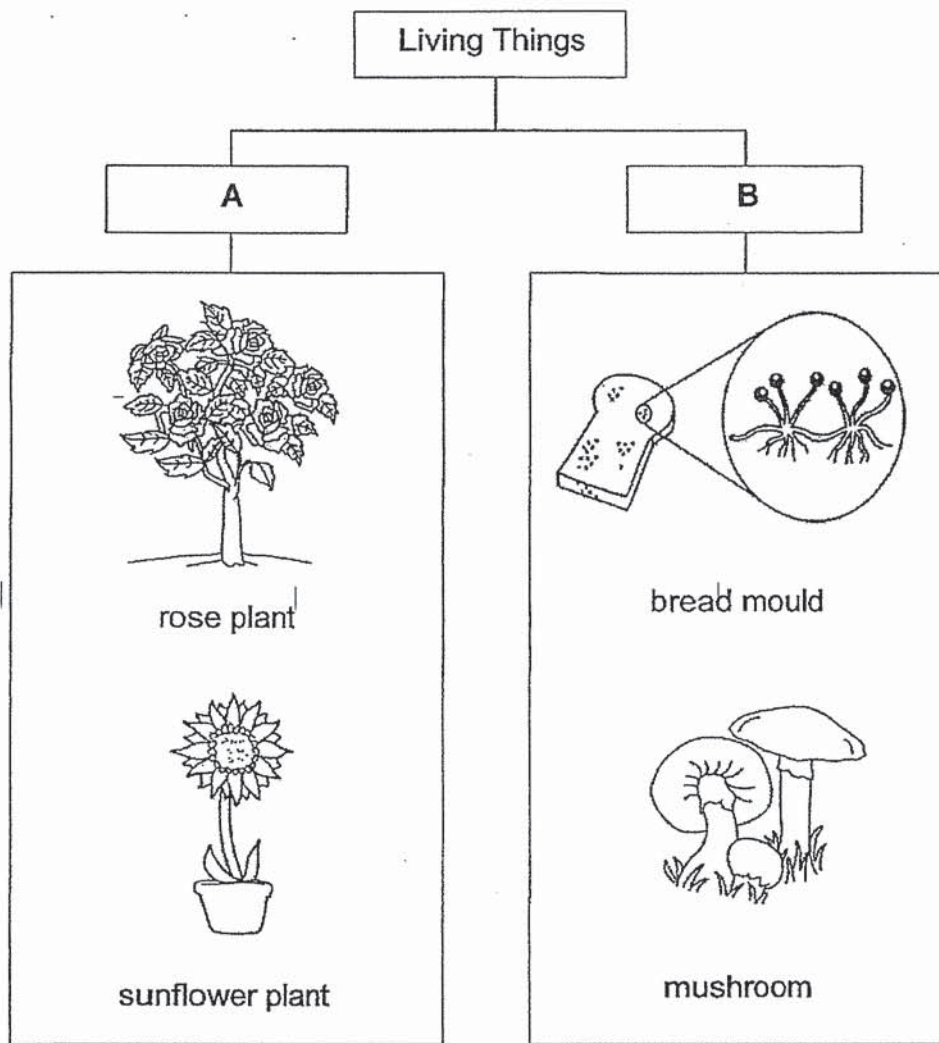 Living Things
A
B
rose plant
bread mould
sunflower plant
mushroom